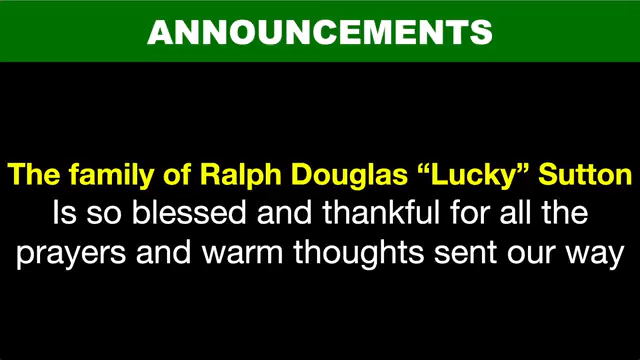 ANNOUNCEMENTS
The family of Ralph Douglas “Lucky” Sutton
Is so blessed and thankful for all the
prayers and warm thoughts sent our way